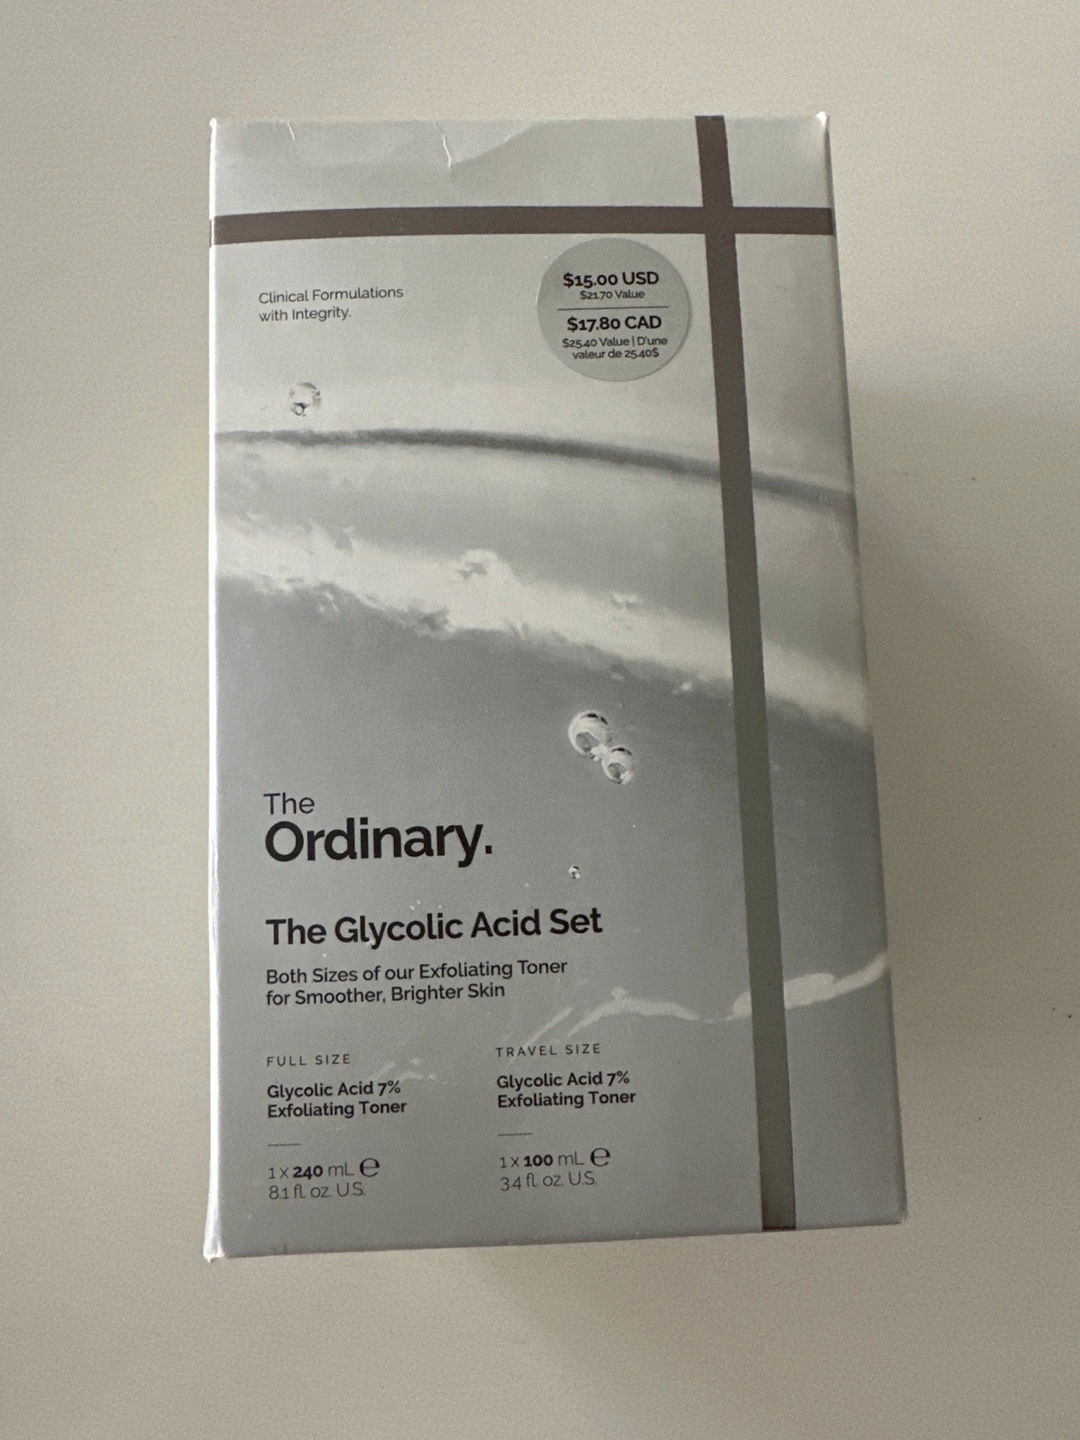 Clinical Formulations
with Integrity.
$15.00 USD
$21.70 Value
$17.80 CAD
$25.40 Value | D'une
valeur de 25.40$
The
Ordinary.
The Glycolic Acid Set
Both Sizes of our Exfoliating Toner
for Smoother, Brighter Skin
FULL SIZE
Glycolic Acid 7%
Exfoliating Toner
1 x 240 mL ℮
8.1 fl. oz. U.S.
TRAVEL SIZE
Glycolic Acid 7%
Exfoliating Toner
1 x 100 mL ℮
3.4 fl. oz. U.S.